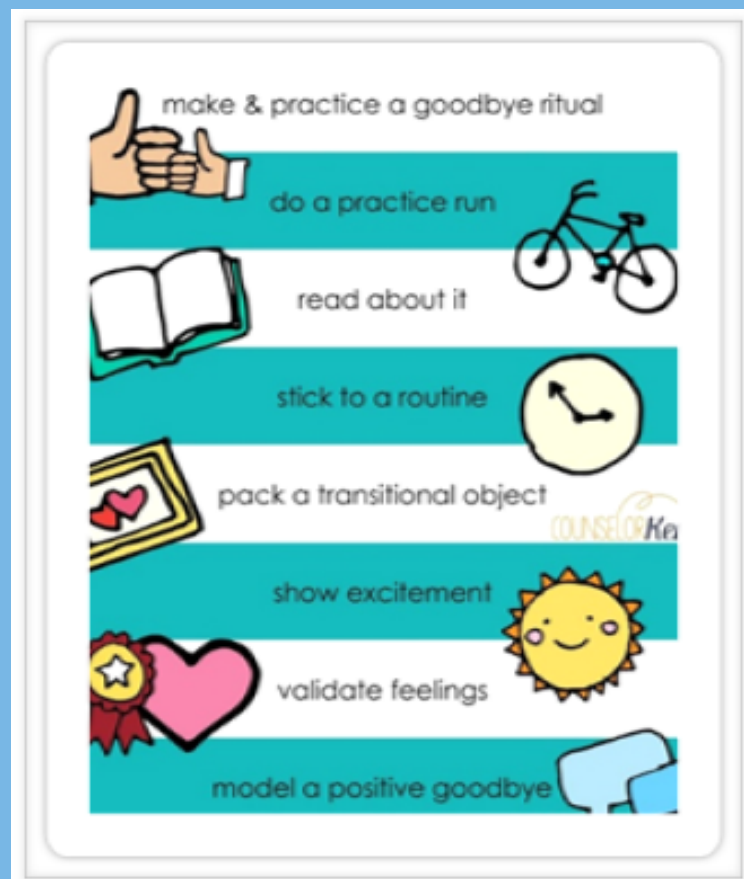 make & practice a goodbye ritual
do a practice run
read about it
stick to a routine
pack a transitional object
COUNSELOR
show excitement
validate feelings
model a positive goodbye